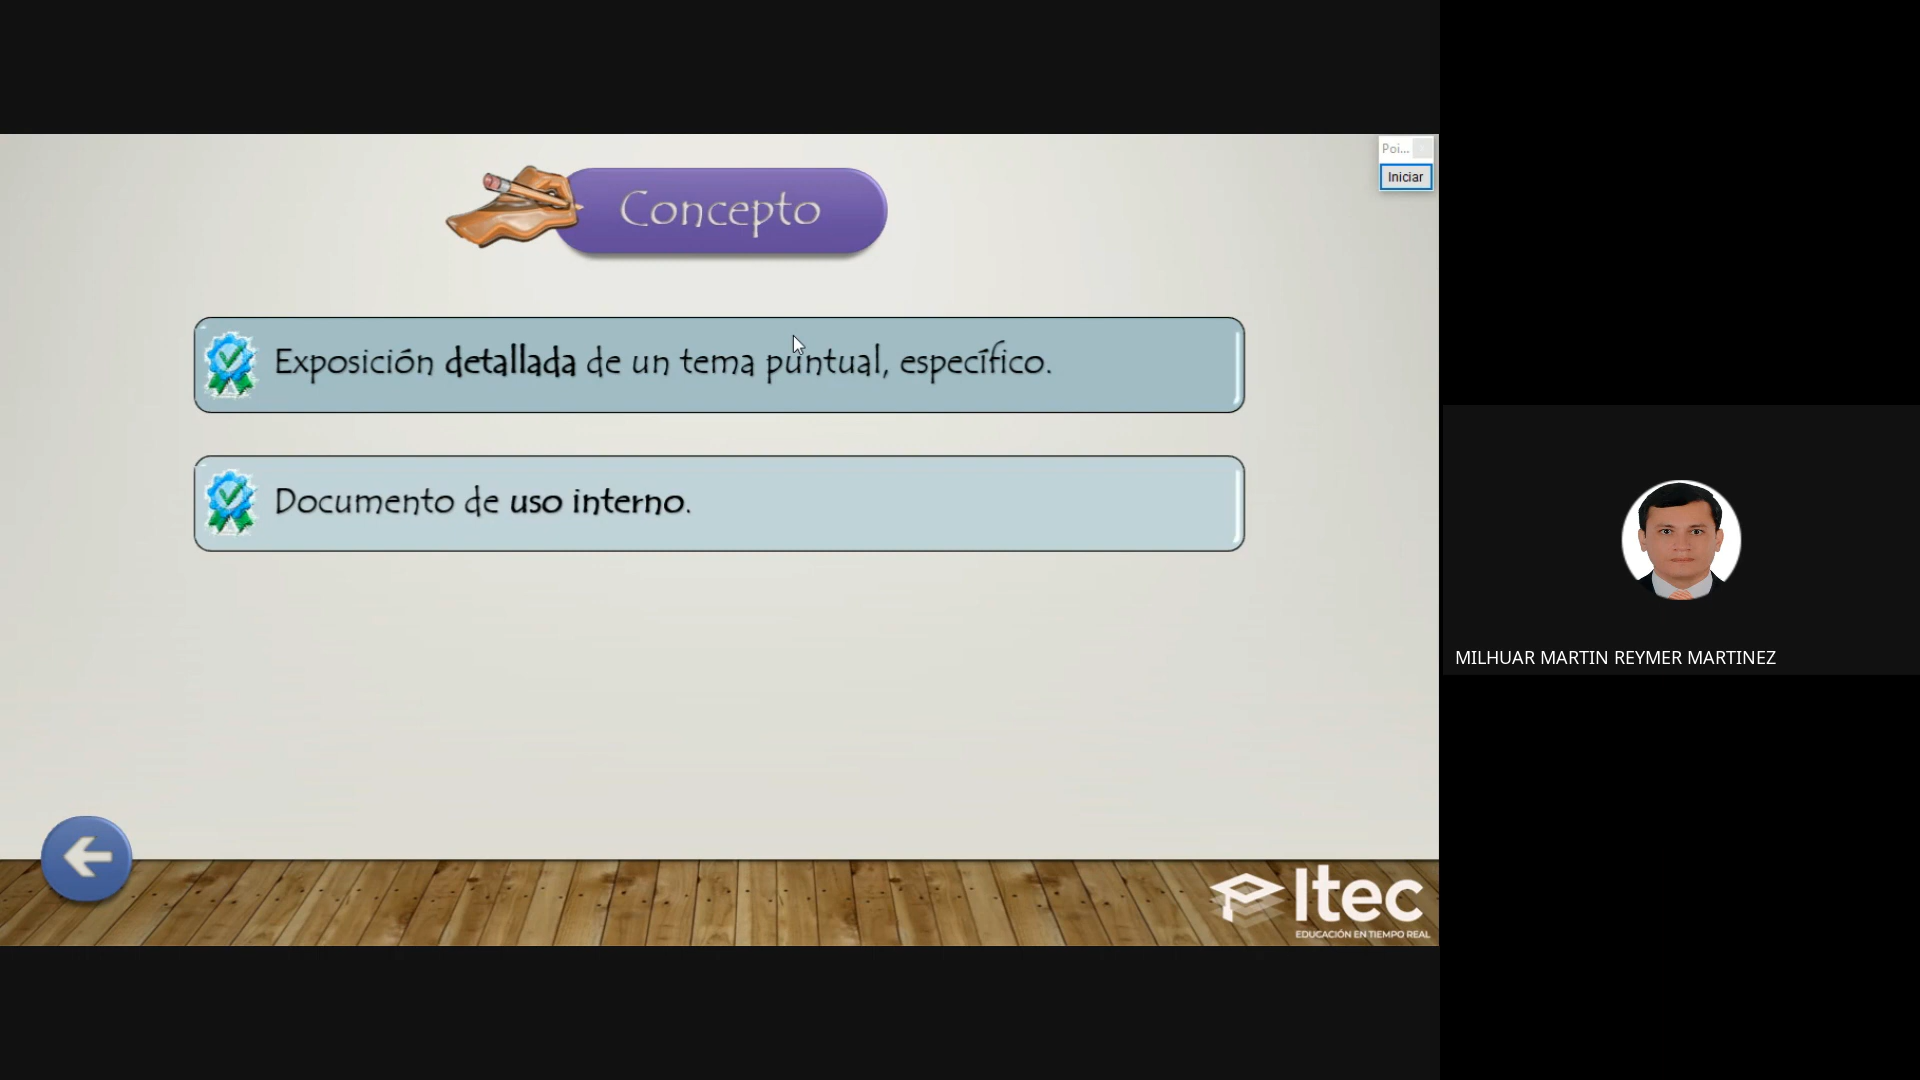 Poi...
Iniciar
Concepto
Exposición detallada de un tema puntual, específico.
Documento de uso interno.
Itec
EDUCACIÓN EN TIEMPO REAL
MILHUAR MARTIN REYMER MARTINEZ